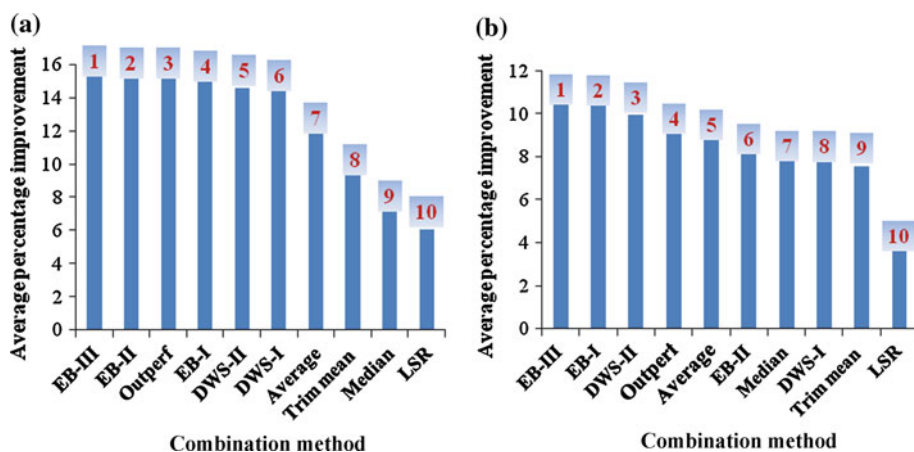 (a)
Average percentage improvement
16
14
12
10
8
6
4
2
0
1 2 3 4 5 6 7 8 9 10
EB-III EB-II Outperf EB-I DWS-II DWS-I Average Trim mean Median LSR
Combination method
(b)
Average percentage improvement
12
10
8
6
4
2
0
1 2 3 4 5 6 7 8 9 10
EB-III EB-I DWS-II Outpert Average EB-II Median DWS-I Trim mean LSR
Combination method